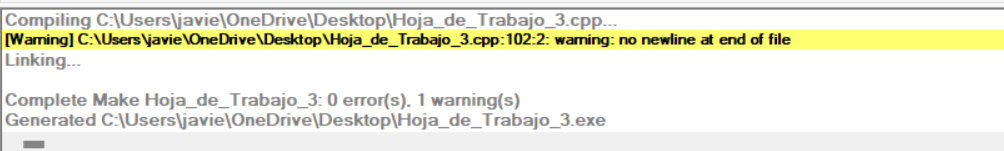 Compiling C:\Users\javie\OneDrive\Desktop\Hoja_de_Trabajo_3.cpp...
[Warning] C:\Users\javie\OneDrive\Desktop\Hoja_de_Trabajo_3.cpp:102:2: warning: no newline at end of file
Linking...
Complete Make Hoja_de_Trabajo_3: 0 error(s), 1 warning(s)
Generated C:\Users\javie\OneDrive\Desktop\Hoja_de_Trabajo_3.exe